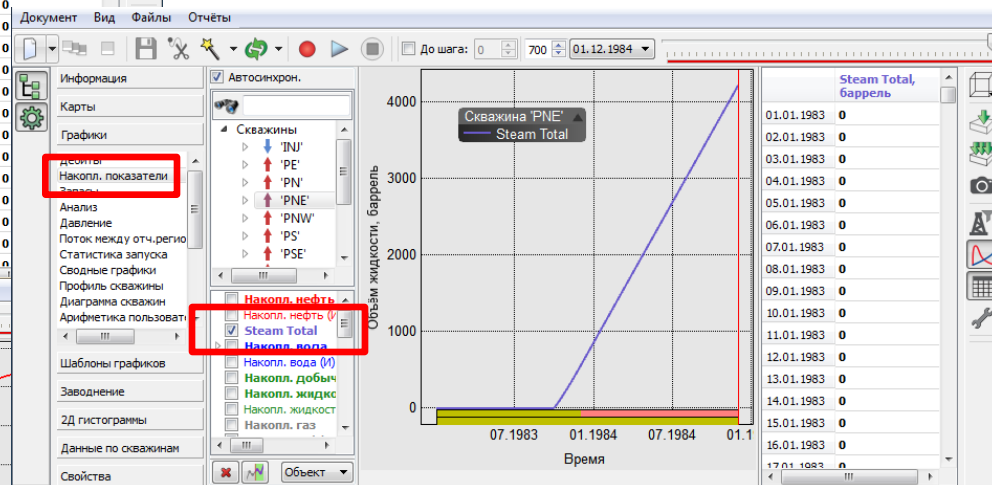 Документ Вид Файлы Отчёты
До шага: 0 700 01.12.1984
Информация
Карты
Графики
Дебиты
Накопл. показатели
Запасы
Анализ
Давление
Поток между отч.регио
Статистика запуска
Сводные графики
Профиль скважины
Диаграмма скважин
Арифметика пользоват
Шаблоны графиков
Заводнение
2Д гистограммы
Данные по скважинам
Свойства
Автосинхрон.
Скважины
'INJ'
'PE'
'PN'
'PNE'
'PNW'
'PS'
'PSE'
Накопл. нефть
Накопл. нефть (И
Steam Total
Накопл. вода
Накопл. вода (И)
Накопл. добыч
Накопл. жидкс
Накопл. жидкост
Накопл. газ
Объект
Объём жидкости, баррель
4000
3000
2000
1000
0
Скважина 'PNE'
Steam Total
07.1983 01.1984 07.1984 01.1
Время
Steam Total,
баррель
01.01.1983 0
02.01.1983 0
03.01.1983 0
04.01.1983 0
05.01.1983 0
06.01.1983 0
07.01.1983 0
08.01.1983 0
09.01.1983 0
10.01.1983 0
11.01.1983 0
12.01.1983 0
13.01.1983 0
14.01.1983 0
15.01.1983 0
16.01.1983 0
17.01.1983 0